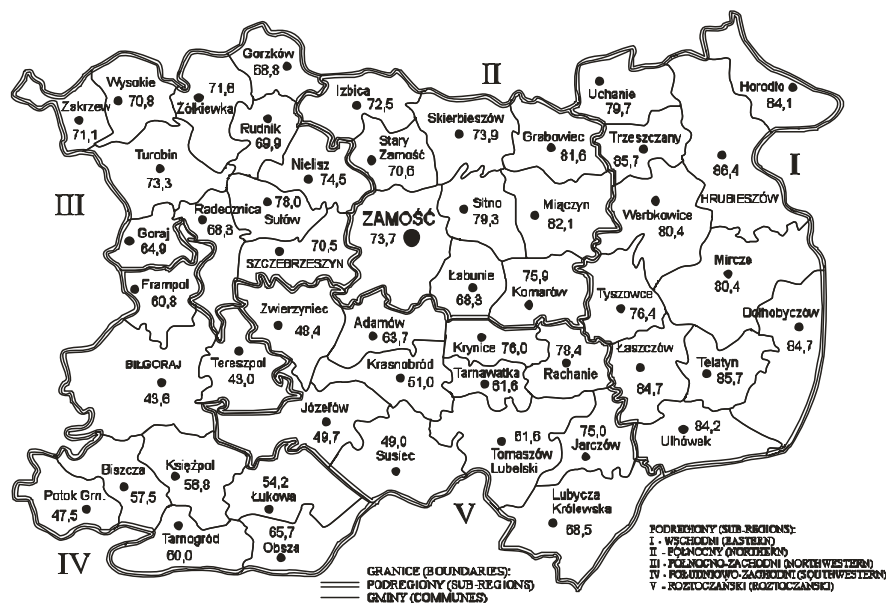 Gorzków
68,8
II
Wysokie
70,8
71,6
Żółkiewka
Izbica
72,5
Uchanie
79,7
Horodło
84,1
Zakrzew
71,1
Rudnik
69,9
Skierbieszów
73,9
Grabowiec
81,6
Trzeszczany
85,7
Stary
Zamość
70,6
Turobin
73,3
Nielisz
74,5
86,4
HRUBIESZÓW
I
III
Radecznica
68,3
78,0
Sułów
ZAMOŚĆ
73,7
Sitno
79,3
Miączyn
82,1
Werbkowice
80,4
Goraj
64,9
70,5
SZCZEBRZESZYN
Mircze
80,4
Frampol
60,8
Łabunie
68,3
75,9
Komarów
Tyszowce
76,4
Dołhobyczów
84,7
Zwierzyniec
48,4
Adamów
63,7
Krynice 76,0
78,4
Rachanie
Łaszczów
84,7
Telatyn
85,7
BIŁGORAJ
43,6
Tereszpol
43,0
Krasnobród
51,0
Tarnawatka
61,6
Józefów
49,7
49,0
Susiec
61,6
Tomaszów
Lubelski
75,0
Jarczów
84,2
Ulhówek
Potok Grn.
47,5
Biszcza
57,5
Księżpol
56,8
54,2
Łukowa
V
Lubycza
Królewska
68,5
IV
Tarnogród
60,0
65,7
Obsza
GRANICE (BOUNDARIES):
PODREGIONY (SUB-REGIONS)
GMINY (COMMUNES)
PODREGIONY (SUB-REGIONS):
I - WSCHODNI (EASTERN)
II - PÓŁNOCNY (NORTHERN)
III - PÓŁNOCNO-ZACHODNI (NORTHWESTERN)
IV - POŁUDNIOWO-ZACHODNI (SOUTHWESTERN)
V - ROZTOCZAŃSKI (ROZTOCZAŃSKI)